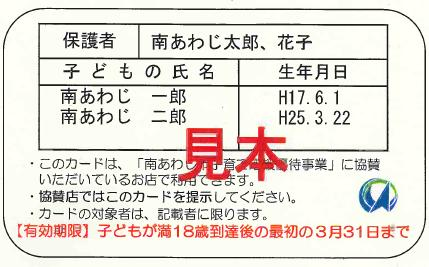 保護者 南あわじ太郎、花子
子どもの氏名 生年月日
南あわじ 一郎 H17.6.1
南あわじ 二郎 H25.3.22
見本
・このカードは、「南あわじ 子育て 優待事業」に協賛
いただいているお店で利用できます。
・協賛店ではこのカードを提示してください。
・カードの対象者は、記載者に限ります。
【有効期限】子どもが満18歳到達後の最初の3月31日まで